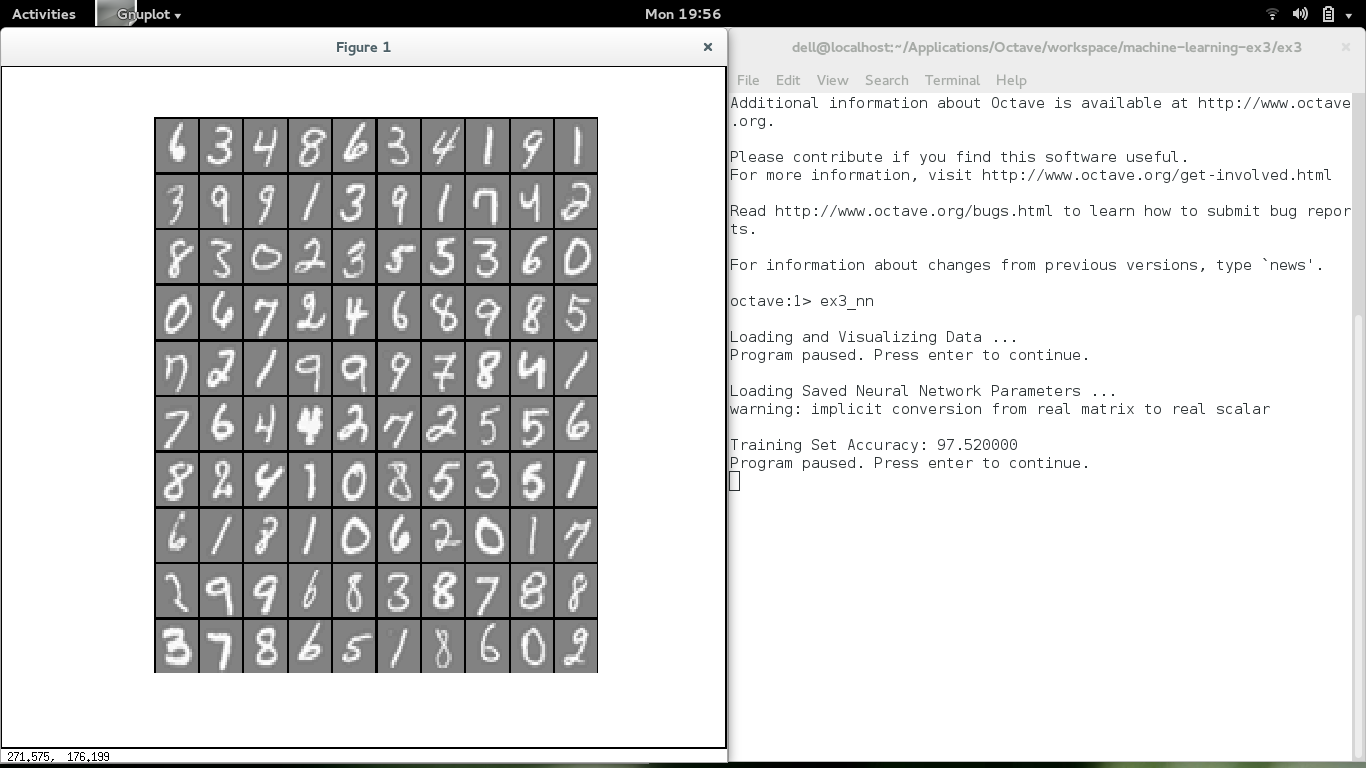 Activities Gnuplot Mon 19:56
Figure 1
6 3 4 8 6 3 4 1 9 1
3 9 9 1 3 9 1 7 4 2
8 3 0 2 3 5 5 3 6 0
0 6 7 2 4 6 8 9 8 5
7 2 1 9 9 9 7 8 4 1
7 6 4 4 2 7 2 5 5 6
8 2 4 1 0 8 5 3 5 1
6 1 8 1 0 6 2 0 1 7
2 9 9 6 8 3 8 7 8 8
3 7 8 6 5 1 8 6 0 2
271.575, 176.199
dell@localhost:~/Applications/Octave/workspace/machine-learning-ex3/ex3
File Edit View Search Terminal Help
Additional information about Octave is available at http://www.octave
.org.
Please contribute if you find this software useful.
For more information, visit http://www.octave.org/get-involved.html
Read http://www.octave.org/bugs.html to learn how to submit bug repor
ts.
For information about changes from previous versions, type `news'.
octave:1> ex3_nn
Loading and Visualizing Data ...
Program paused. Press enter to continue.
Loading Saved Neural Network Parameters ...
warning: implicit conversion from real matrix to real scalar
Training Set Accuracy: 97.520000
Program paused. Press enter to continue.